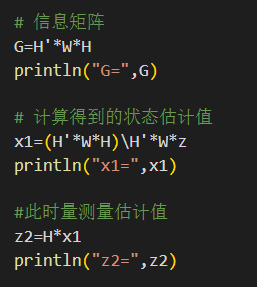 # 信息矩阵
G=H'*W*H
println("G=",G)
# 计算得到的状态估计值
x1=(H'*W*H)\H'*W*z
println("x1=",x1)
#此时量测量估计值
z2=H*x1
println("z2=",z2)